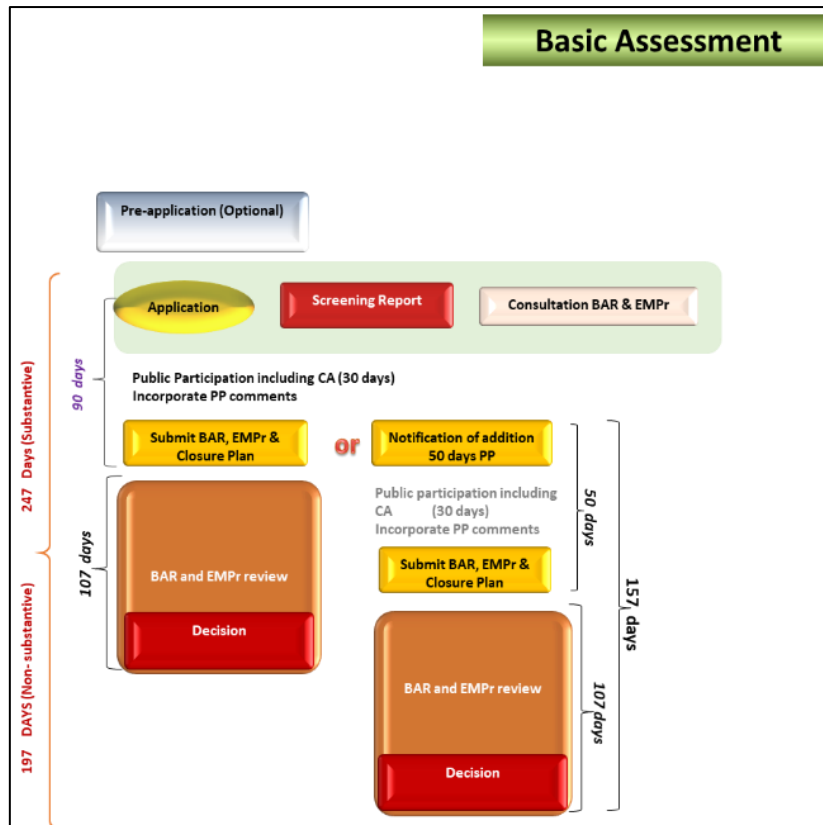 Basic Assessment
Pre-application (Optional)
Application
Screening Report
Consultation BAR & EMPr
Public Participation including CA (30 days)
Incorporate PP comments
90 days
247 Days (Substantive)
197 DAYS (Non- substantive)
Submit BAR, EMPr &
Closure Plan
or
Notification of addition
50 days PP
Public participation including
CA (30 days)
Incorporate PP comments
Submit BAR, EMPr &
Closure Plan
50 days
107 days
BAR and EMPr review
Decision
157 days
BAR and EMPr review
Decision
107 days